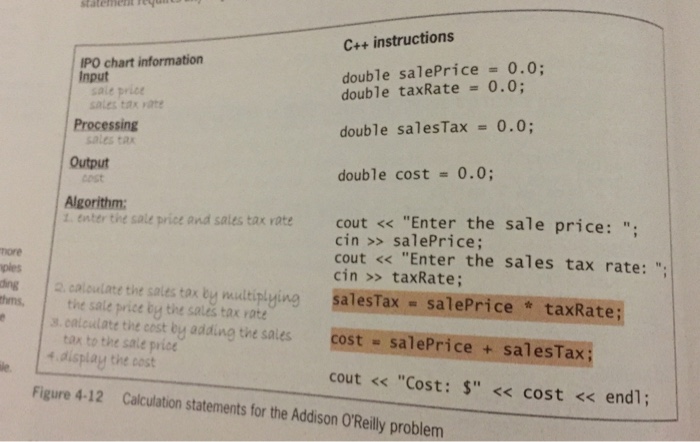 C++ instructions
IPO chart information
Input
sale price
sales tax rate
double salePrice = 0.0;
double taxRate = 0.0;
Processing
sales tax
double salesTax = 0.0;
Output
cost
double cost = 0.0;
Algorithm:
1. enter the sale price and sales tax rate
cout << "Enter the sale price: ";
cin >> salePrice;
cout << "Enter the sales tax rate: ";
cin >> taxRate;
2. calculate the sales tax by multiplying
the sale price by the sales tax rate
salesTax = salePrice * taxRate;
3. calculate the cost by adding the sales
tax to the sale price
cost = salePrice + salesTax;
4. display the cost
cout << "Cost: $" << cost << endl;
Figure 4-12 Calculation statements for the Addison O'Reilly problem